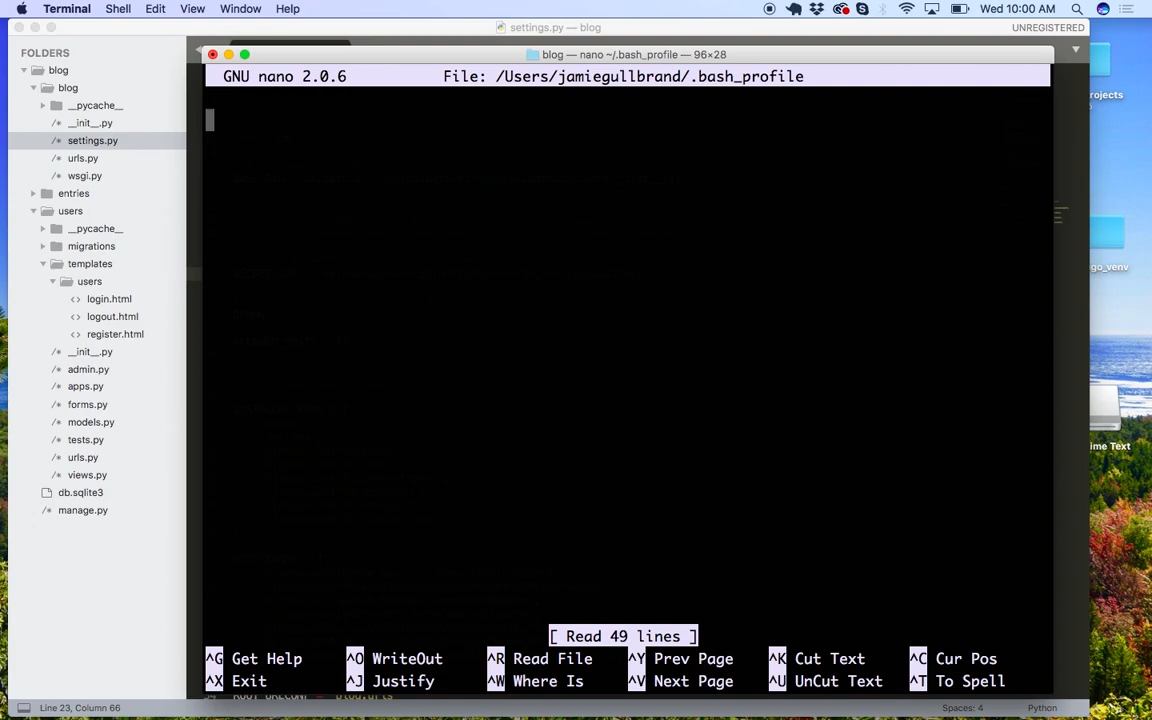 Terminal Shell Edit View Window Help
Wed 10:00 AM
settings.py — blog
UNREGISTERED
FOLDERS
blog
blog
__pycache__
/* __init__.py
/* settings.py
/* urls.py
/* wsgi.py
entries
users
__pycache__
migrations
templates
users
<> login.html
<> logout.html
<> register.html
/* __init__.py
/* admin.py
/* apps.py
/* forms.py
/* models.py
/* tests.py
/* urls.py
/* views.py
db.sqlite3
/* manage.py
blog — nano ~/.bash_profile — 96×28
GNU nano 2.0.6 File: /Users/jamiegullbrand/.bash_profile
[ Read 49 lines ]
^G Get Help ^O WriteOut ^R Read File ^Y Prev Page ^K Cut Text ^C Cur Pos
^X Exit ^J Justify ^W Where Is ^V Next Page ^U UnCut Text ^T To Spell
Line 23, Column 66
Spaces: 4
Python
rojects
go_venv
ime Text